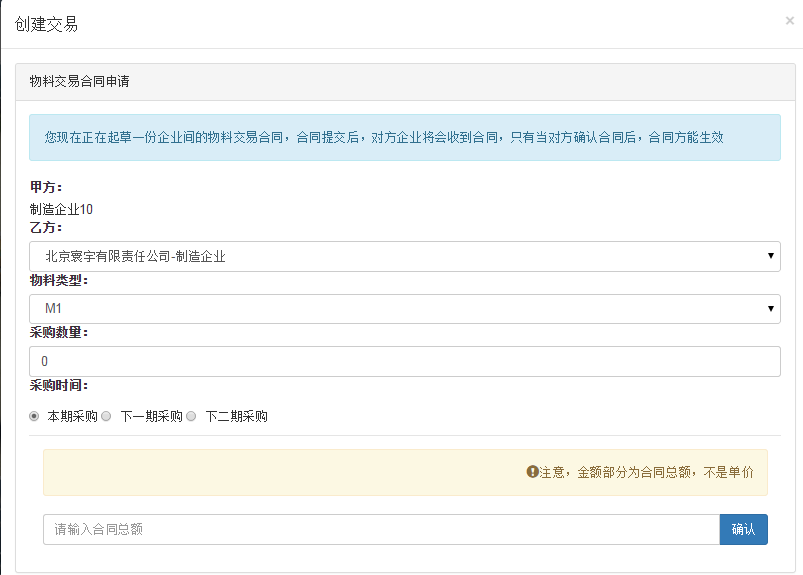 创建交易
×
物料交易合同申请
您现在正在起草一份企业间的物料交易合同，合同提交后，对方企业将会收到合同，只有当对方确认合同后，合同方能生效
甲方：
制造企业10
乙方：
北京寰宇有限责任公司-制造企业
物料类型：
M1
采购数量：
0
采购时间：
本期采购 下一期采购 下二期采购
注意，金额部分为合同总额，不是单价
请输入合同总额
确认